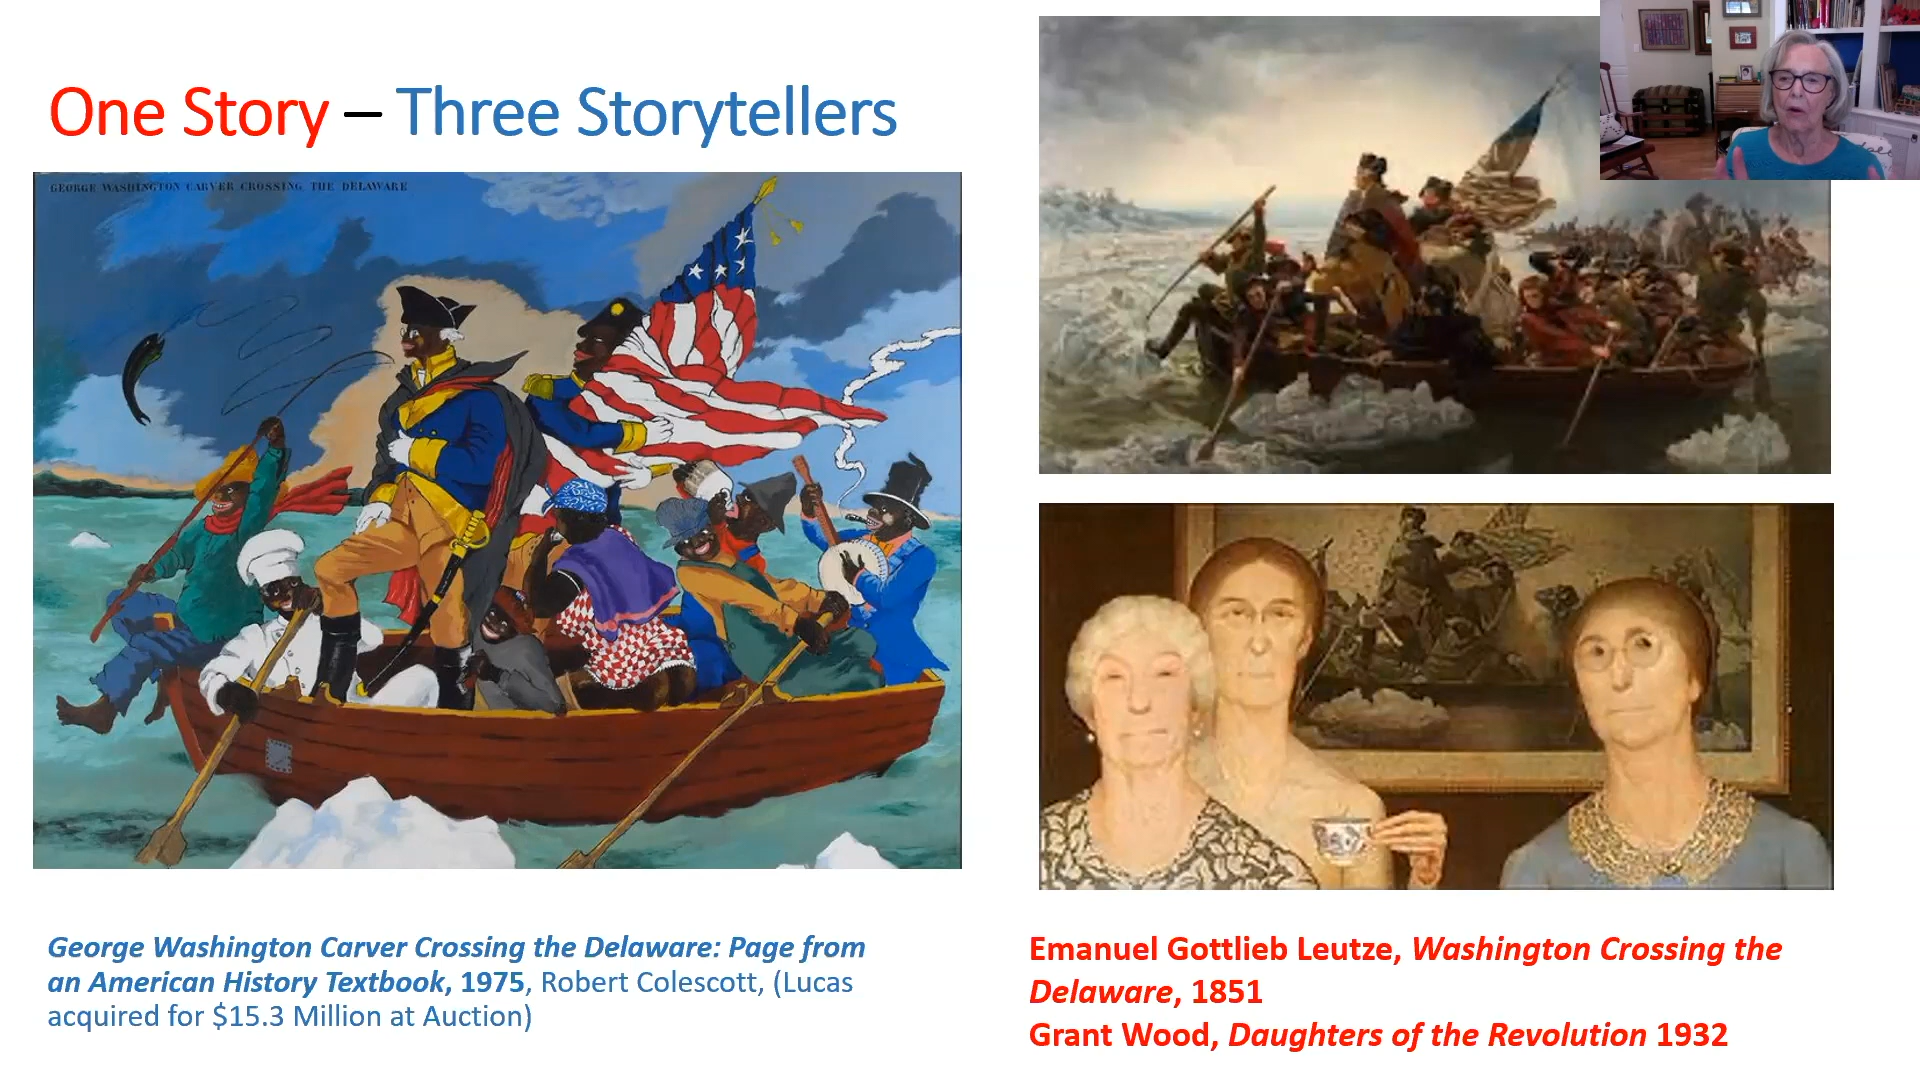 One Story – Three Storytellers
GEORGE WASHINGTON CARVER CROSSING THE DELAWARE
George Washington Carver Crossing the Delaware: Page from
an American History Textbook, 1975, Robert Colescott, (Lucas
acquired for $15.3 Million at Auction)
Emanuel Gottlieb Leutze, Washington Crossing the
Delaware, 1851
Grant Wood, Daughters of the Revolution 1932